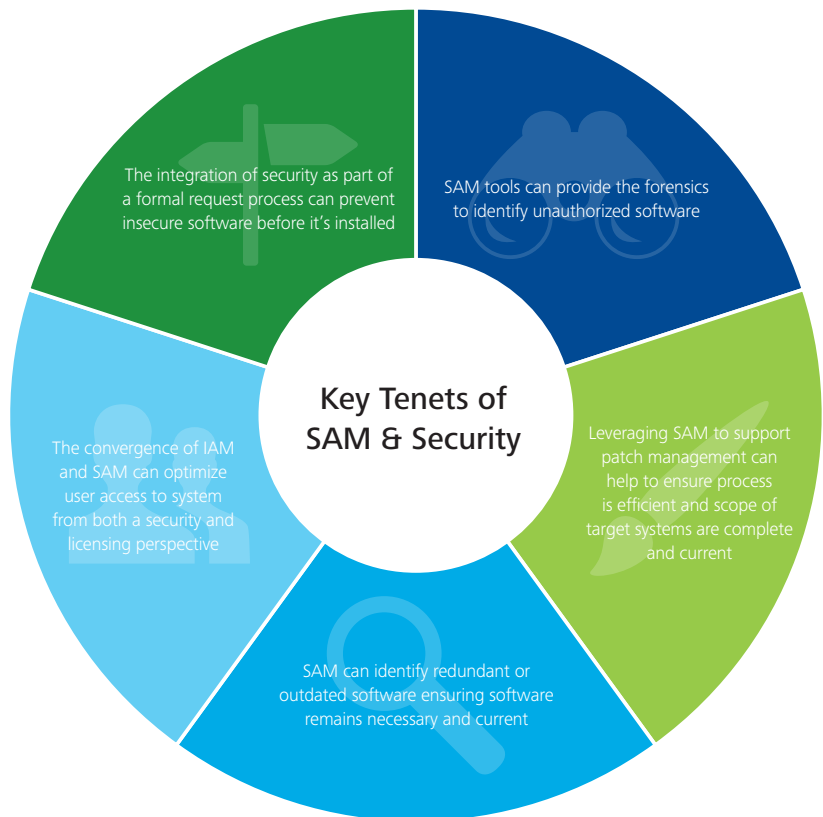 Key Tenets of
SAM & Security
SAM tools can provide the forensics
to identify unauthorized software
Leveraging SAM to support
patch management can
help to ensure process
is efficient and scope of
target systems are complete
and current
SAM can identify redundant or
outdated software ensuring software
remains necessary and current
The convergence of IAM
and SAM can optimize
user access to system
from both a security and
licensing perspective
The integration of security as part of
a formal request process can prevent
insecure software before it’s installed